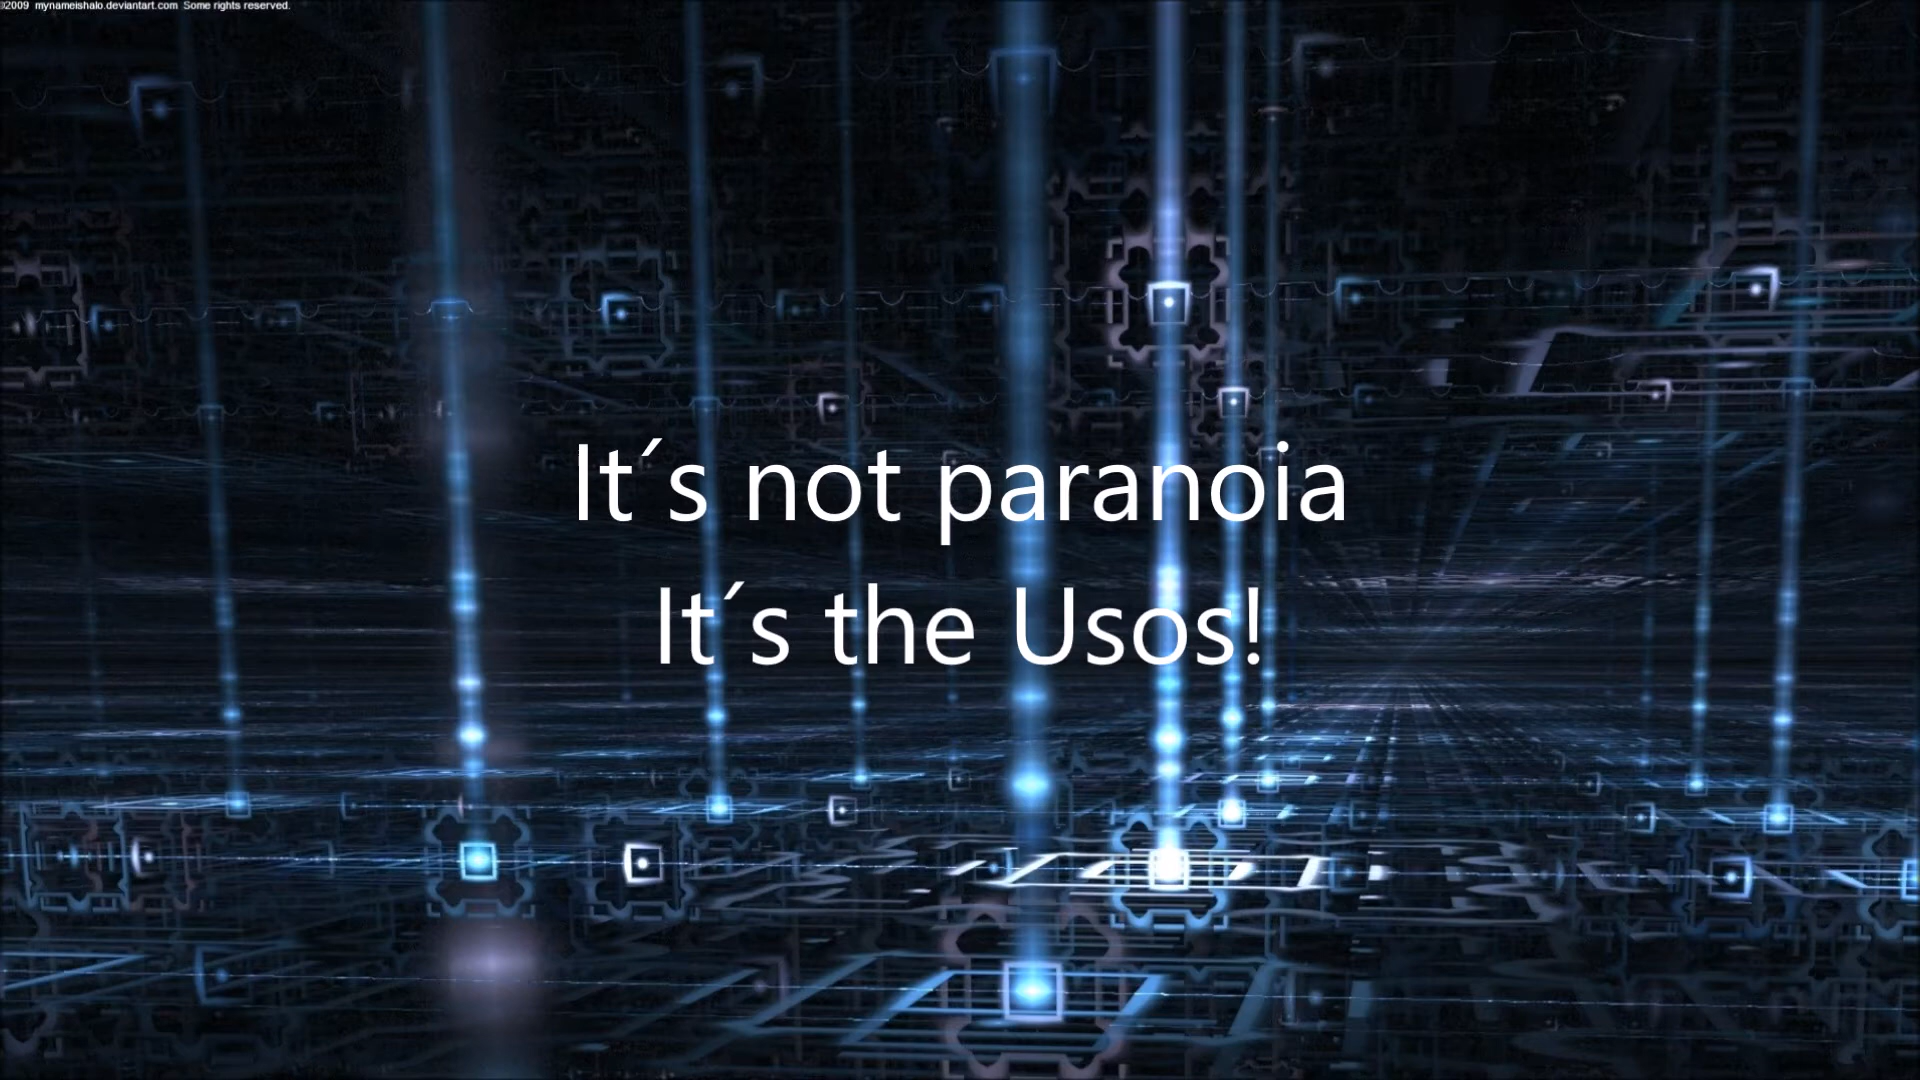 ©2009 mynameishalo.deviantart.com Some rights reserved.
It´s not paranoia
It´s the Usos!